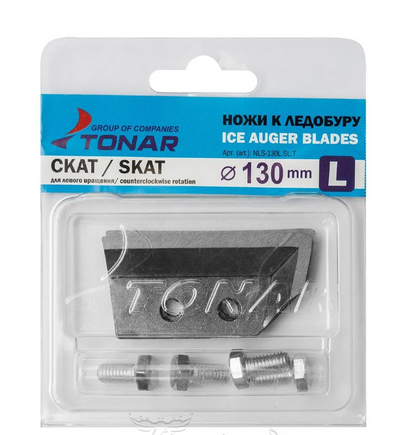 GROUP OF COMPANIES
TONAR
НОЖИ К ЛЕДОБУРУ
ICE AUGER BLADES
Арт. (art.): NLS-130L.SL.T
СКАТ / SKAT
для левого вращения/ counterclockwise rotation
Ø 130 mm L
TONAR